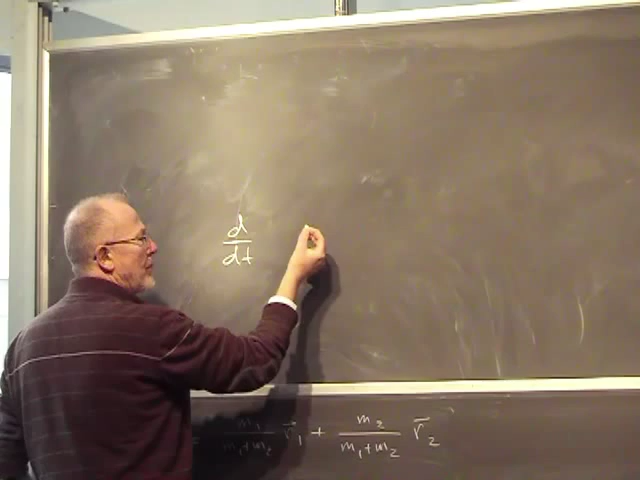 d
dt
= m₁ / m₁+m₂ r⃗₁ + m₂ / m₁+m₂ r⃗₂